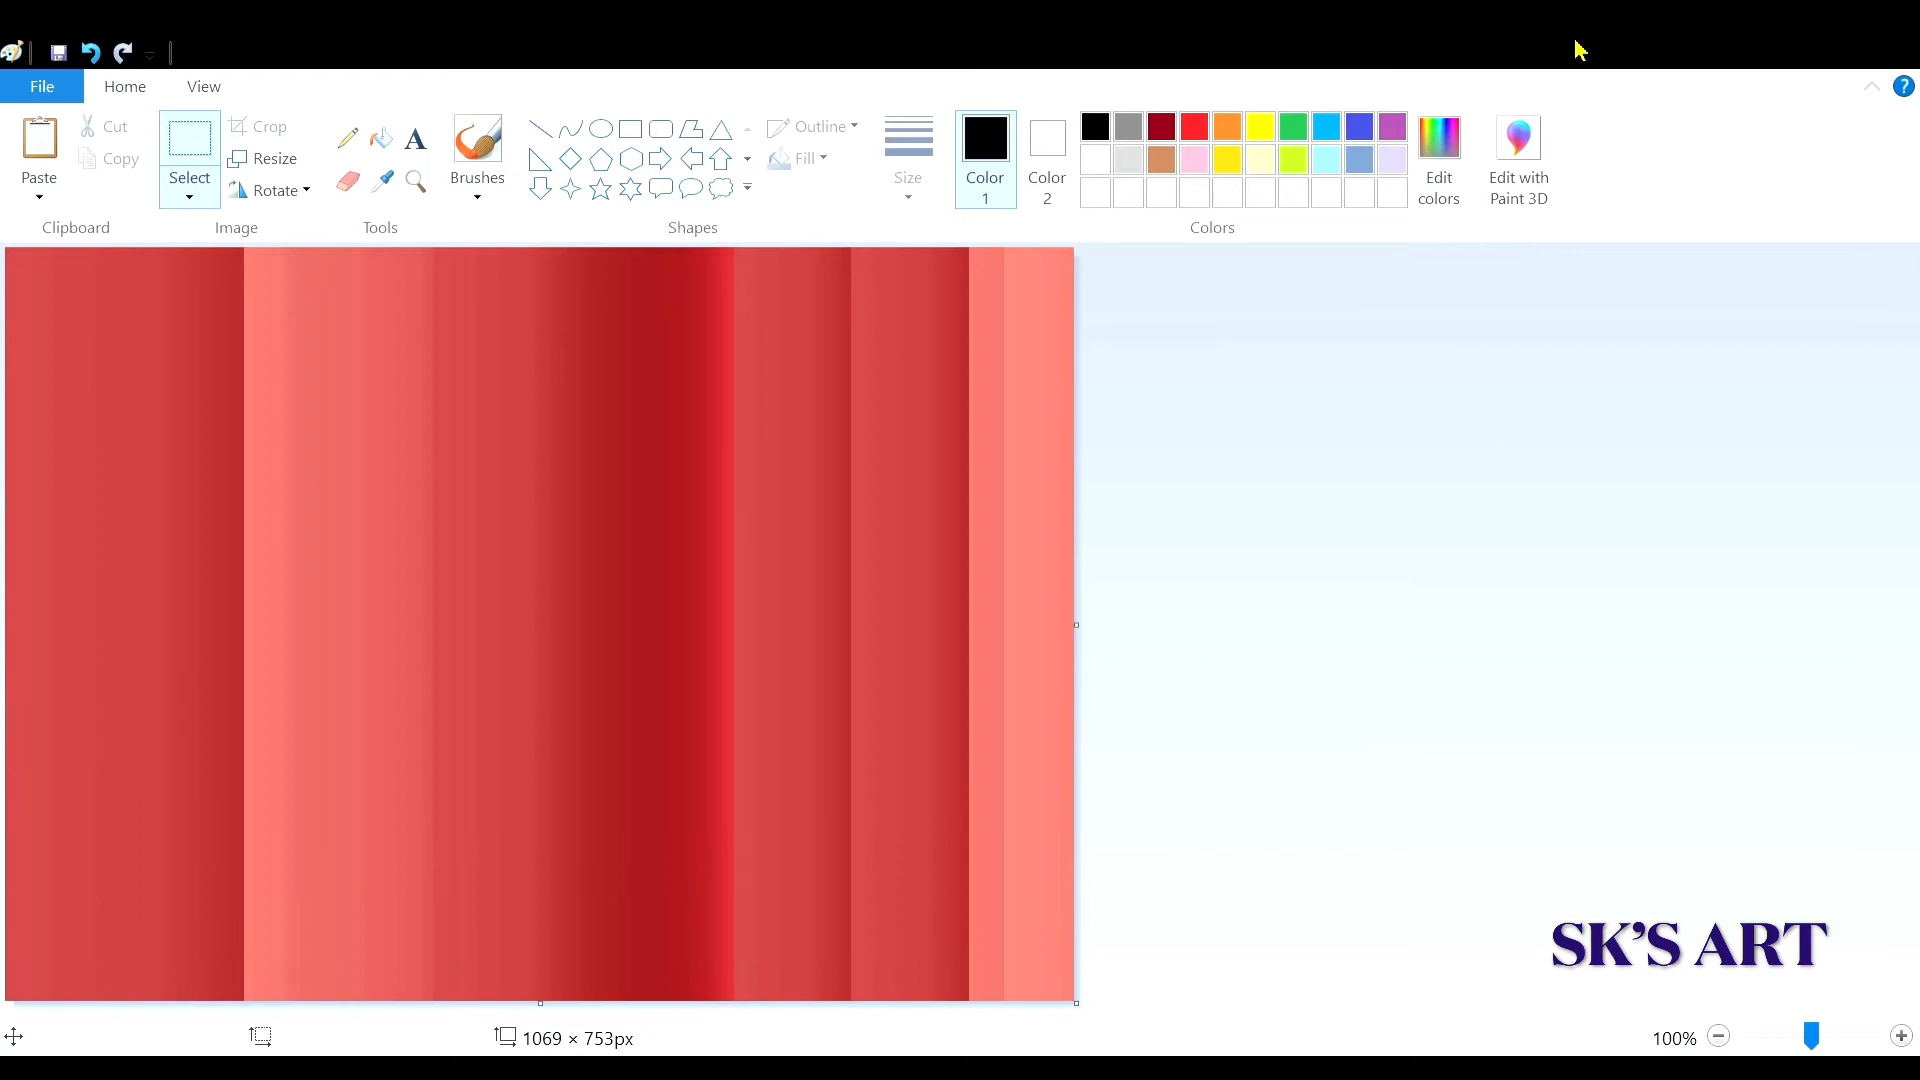 File Home View
Paste
Cut
Copy
Clipboard
Select
Crop
Resize
Rotate
Image
A
Tools
Brushes
Shapes
Outline
Fill
Size
Color
1
Color
2
Colors
Edit
colors
Edit with
Paint 3D
?
SK'S ART
1069 × 753px
100%